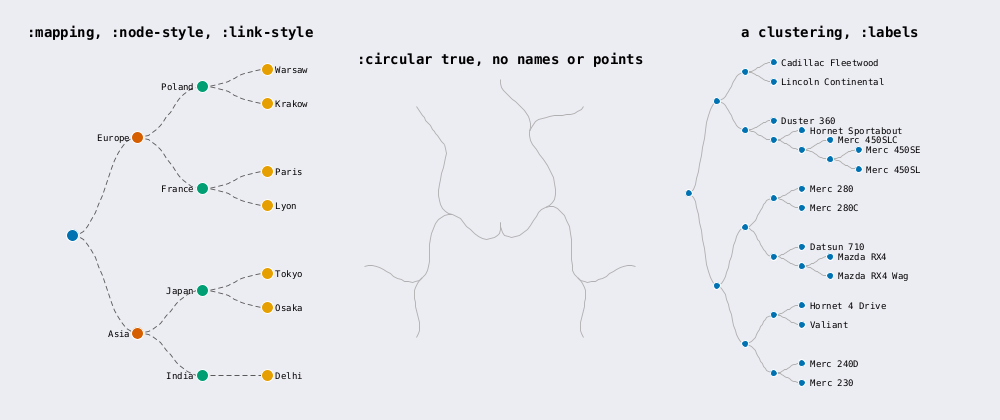 :mapping, :node-style, :link-style
Warsaw
Poland
Krakow
Europe
Paris
France
Lyon
Tokyo
Japan
Osaka
Asia
India
Delhi
:circular true, no names or points
a clustering, :labels
Cadillac Fleetwood
Lincoln Continental
Duster 360
Hornet Sportabout
Merc 450SLC
Merc 450SE
Merc 450SL
Merc 280
Merc 280C
Datsun 710
Mazda RX4
Mazda RX4 Wag
Hornet 4 Drive
Valiant
Merc 240D
Merc 230